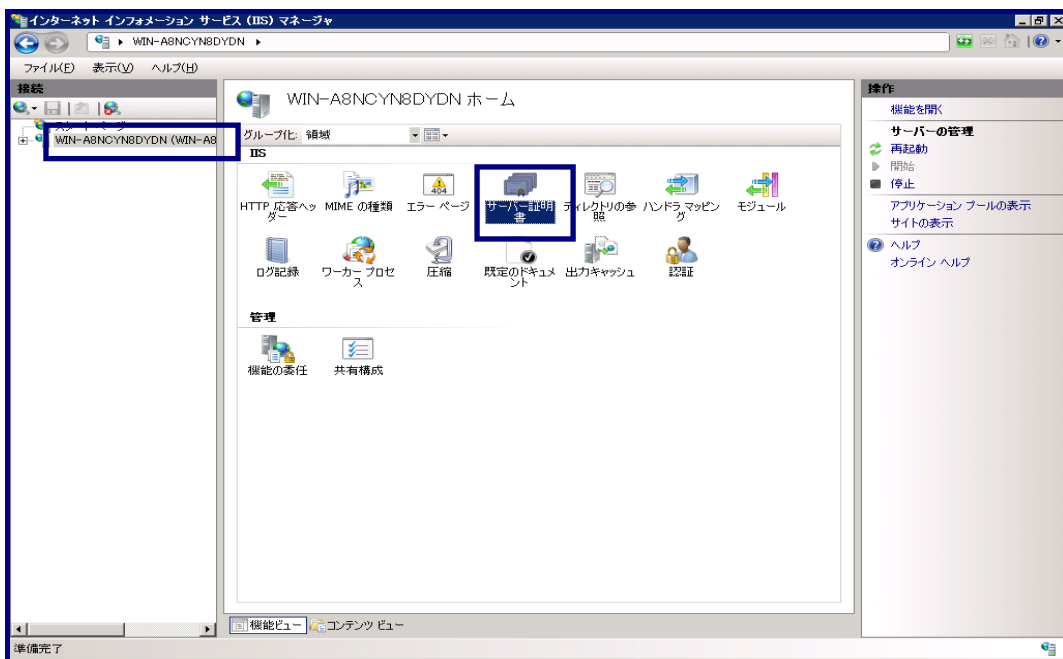 インターネット インフォメーション サービス (IIS) マネージャ
WIN-A8NCYN8DYDN
ファイル(F) 表示(V) ヘルプ(H)
接続
WIN-A8NCYN8DYDN (WIN-A8
WIN-A8NCYN8DYDN ホーム
グループ化: 領域
IIS
HTTP 応答ヘッダー
MIME の種類
エラー ページ
サーバー証明書
ディレクトリの参照
ハンドラ マッピング
モジュール
ログ記録
ワーカー プロセス
圧縮
既定のドキュメント
出力キャッシュ
認証
管理
機能の委任
共有構成
機能ビュー
コンテンツ ビュー
操作
機能を開く
サーバーの管理
再起動
開始
停止
アプリケーション プールの表示
サイトの表示
ヘルプ
オンライン ヘルプ
準備完了